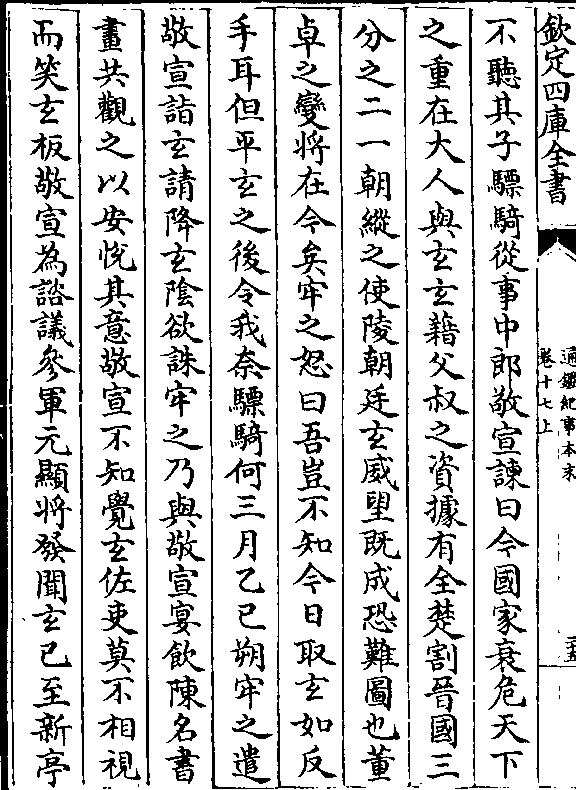 欽定四庫全書
通鑑紀事本末
卷十七上
三五
不聽其子驃騎從事中郎敬宣諫曰今國家衰危天下
之重在大人與玄玄藉父叔之資據有全楚割晉國三
分之二一朝縱之使陵朝廷玄威望既成恐難圖也董
卓之變將在今矣牢之怒曰吾豈不知今日取玄如反
手耳但平玄之後令我奈驃騎何三月乙巳朔牢之遣
敬宣詣玄請降玄陰欲誅牢之乃與敬宣宴飲陳名書
畫共觀之以安悅其意敬宣不知覺玄佐吏莫不相視
而笑玄板敬宣為諮議參軍元顯將發聞玄已至新亭